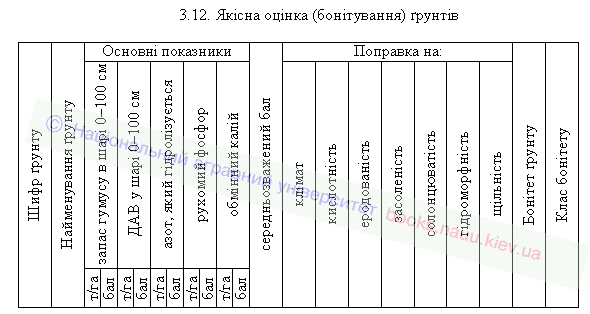 3.12. Якісна оцінка (бонітування) ґрунтів
Шифр ґрунту
Найменування ґрунту
Основні показники
запас гумусу в шарі 0–100 см
т/га
бал
ДАВ у шарі 0–100 см
т/га
бал
азот, який гідролізується
т/га
бал
рухомий фосфор
т/га
бал
обмінний калій
т/га
бал
середньозважений бал
Поправка на:
клімат
кислотність
еродованість
засоленість
солонцюватість
гідроморфність
щільність
Бонітет ґрунту
Клас бонітету
© Національний аграрний університет books.nauu.kiev.ua